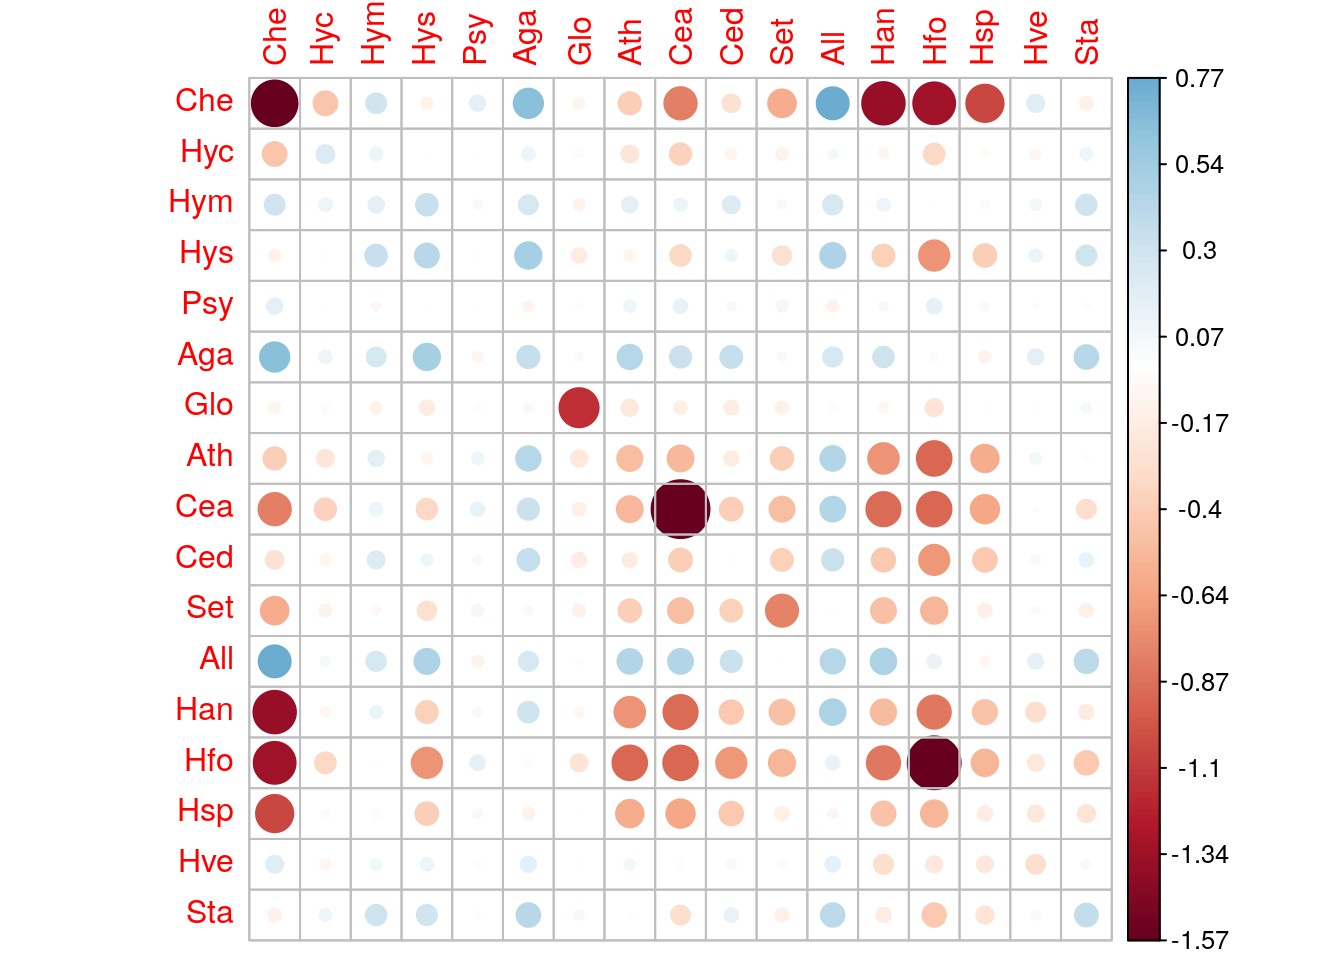 Che Hyc Hym Hys Psy Aga Glo Ath Cea Ced Set All Han Hfo Hsp Hve Sta
Che
Hyc
Hym
Hys
Psy
Aga
Glo
Ath
Cea
Ced
Set
All
Han
Hfo
Hsp
Hve
Sta
0.77
0.54
0.3
0.07
-0.17
-0.4
-0.64
-0.87
-1.1
-1.34
-1.57